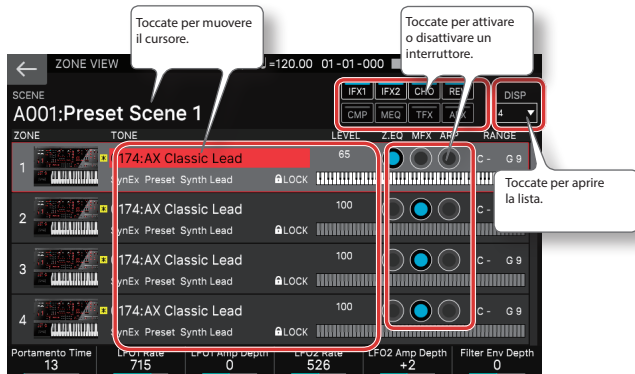 Toccate per muovere
il cursore.
Toccate per attivare
o disattivare un
interruttore.
ZONE VIEW =120.00 01-01-000
SCENE
A001:Preset Scene 1
IFX1 IFX2 CHO
CMP MEQ TFX
DISP
4
ZONE TONE LEVEL Z.EQ MFX ARP RANGE
1 174:AX Classic Lead 65 C - G 9
SynEx Preset Synth Lead LOCK
Toccate per aprire
la lista.
2 174:AX Classic Lead 100 C - G 9
SynEx Preset Synth Lead LOCK
3 174:AX Classic Lead 100 C - G 9
SynEx Preset Synth Lead LOCK
4 174:AX Classic Lead 100 C - G 9
SynEx Preset Synth Lead LOCK
Portamento Time LFO1 Rate LFO1 Amp Depth LFO2 Rate LFO2 Amp Depth Filter Env Depth
13 715 0 526 +2 0